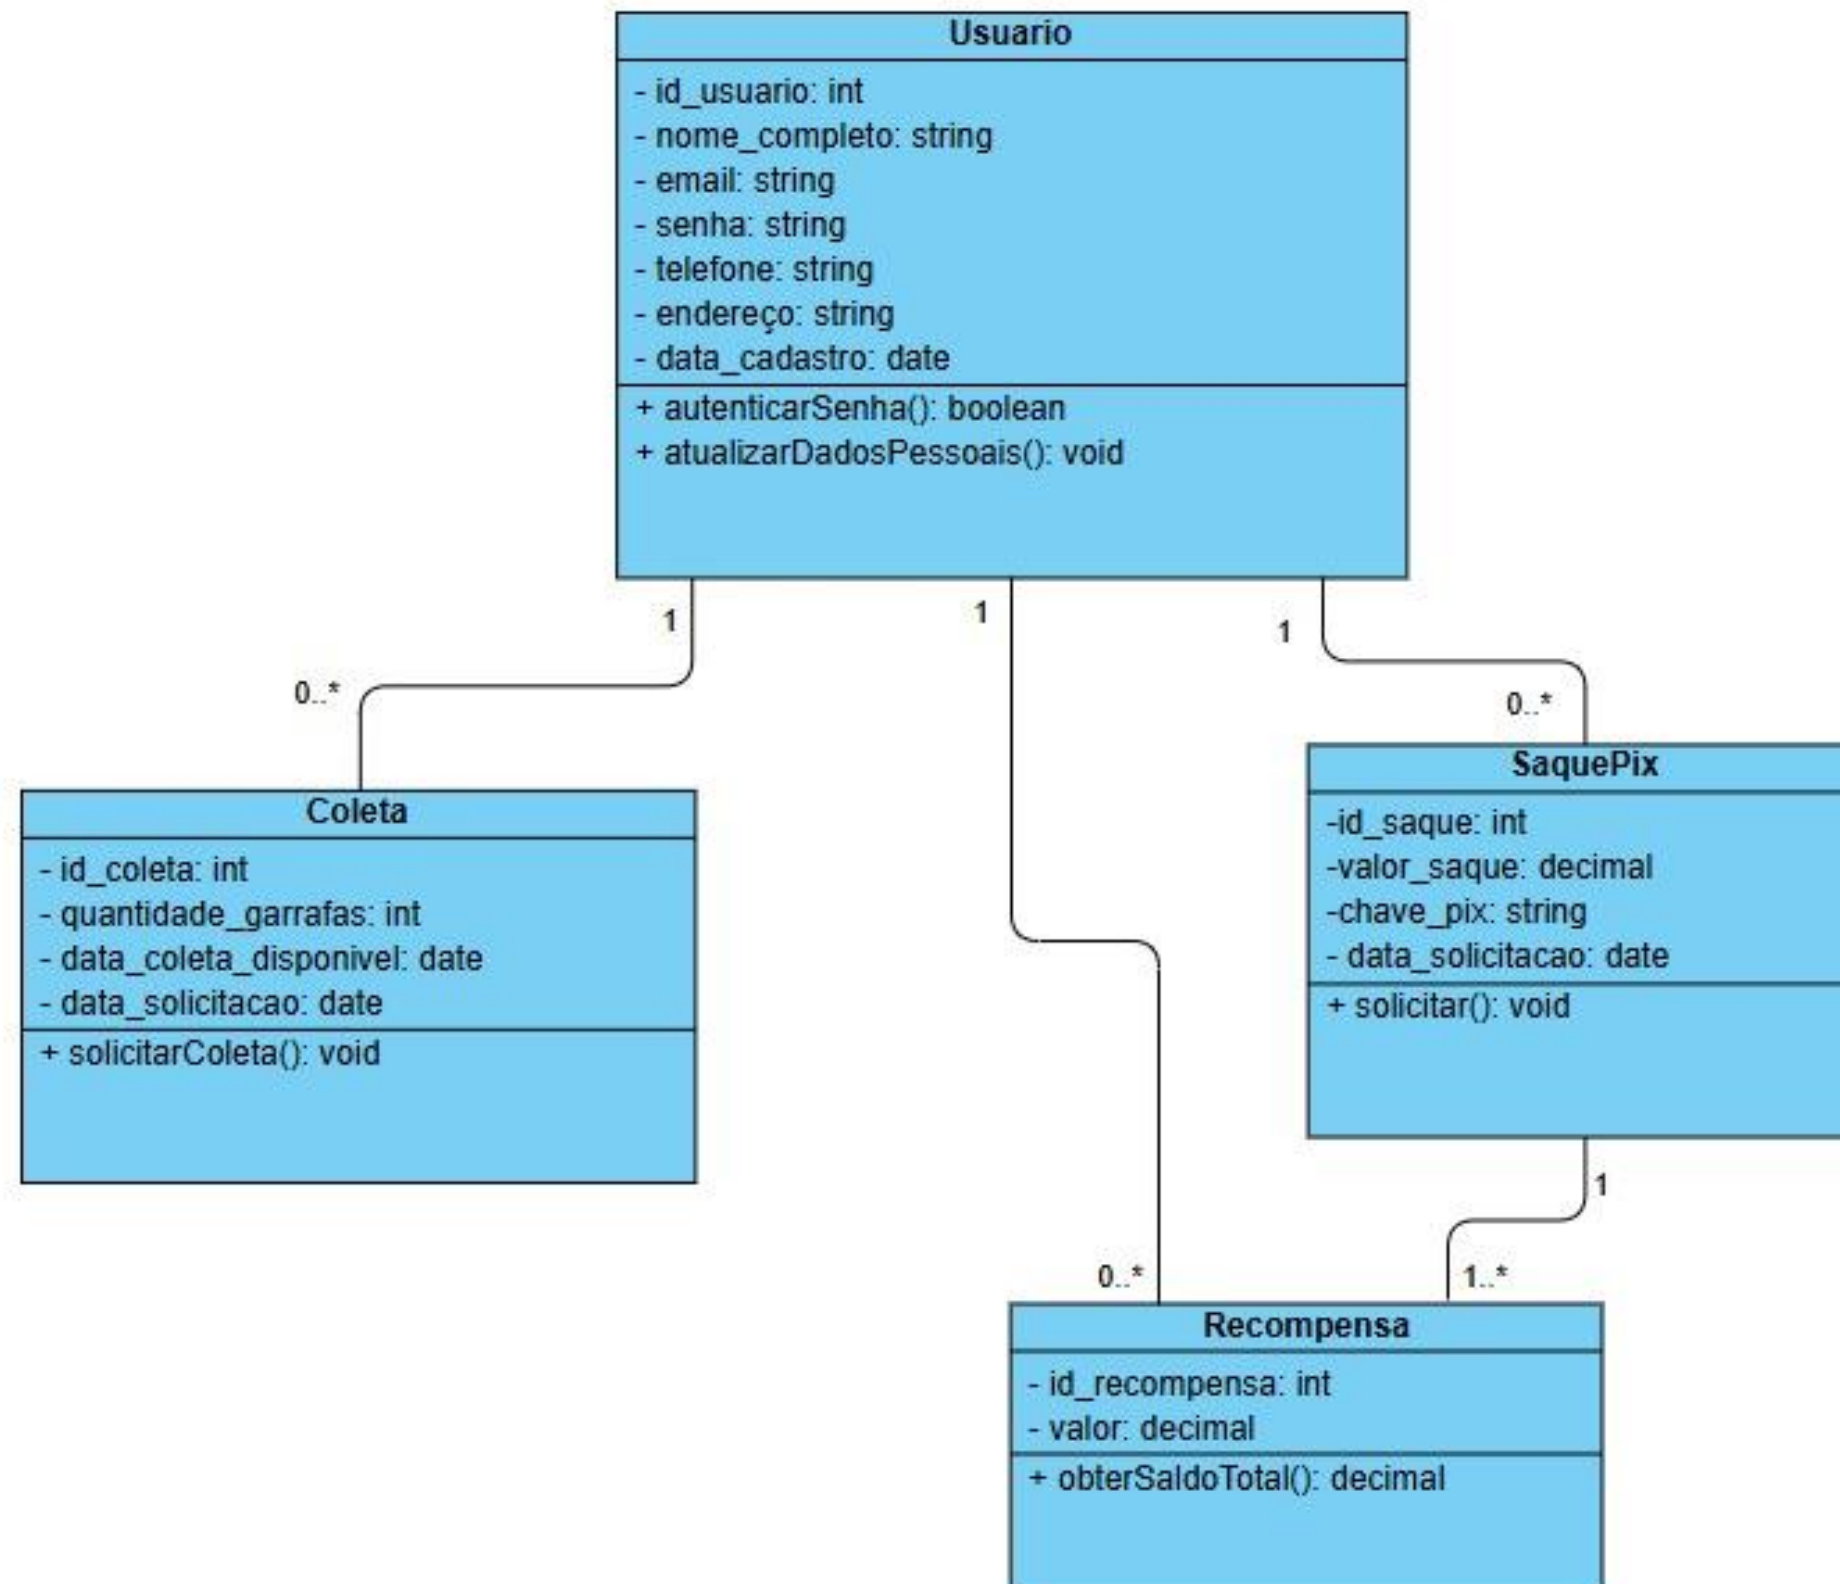 Usuario
- id_usuario: int
- nome_completo: string
- email: string
- senha: string
- telefone: string
- endereço: string
- data_cadastro: date
+ autenticarSenha(): boolean
+ atualizarDadosPessoais(): void
1
1
1
0..*
0..*
Coleta
- id_coleta: int
- quantidade_garrafas: int
- data_coleta_disponivel: date
- data_solicitacao: date
+ solicitarColeta(): void
SaquePix
-id_saque: int
-valor_saque: decimal
-chave_pix: string
- data_solicitacao: date
+ solicitar(): void
1
0..*
1..*
Recompensa
- id_recompensa: int
- valor: decimal
+ obterSaldoTotal(): decimal